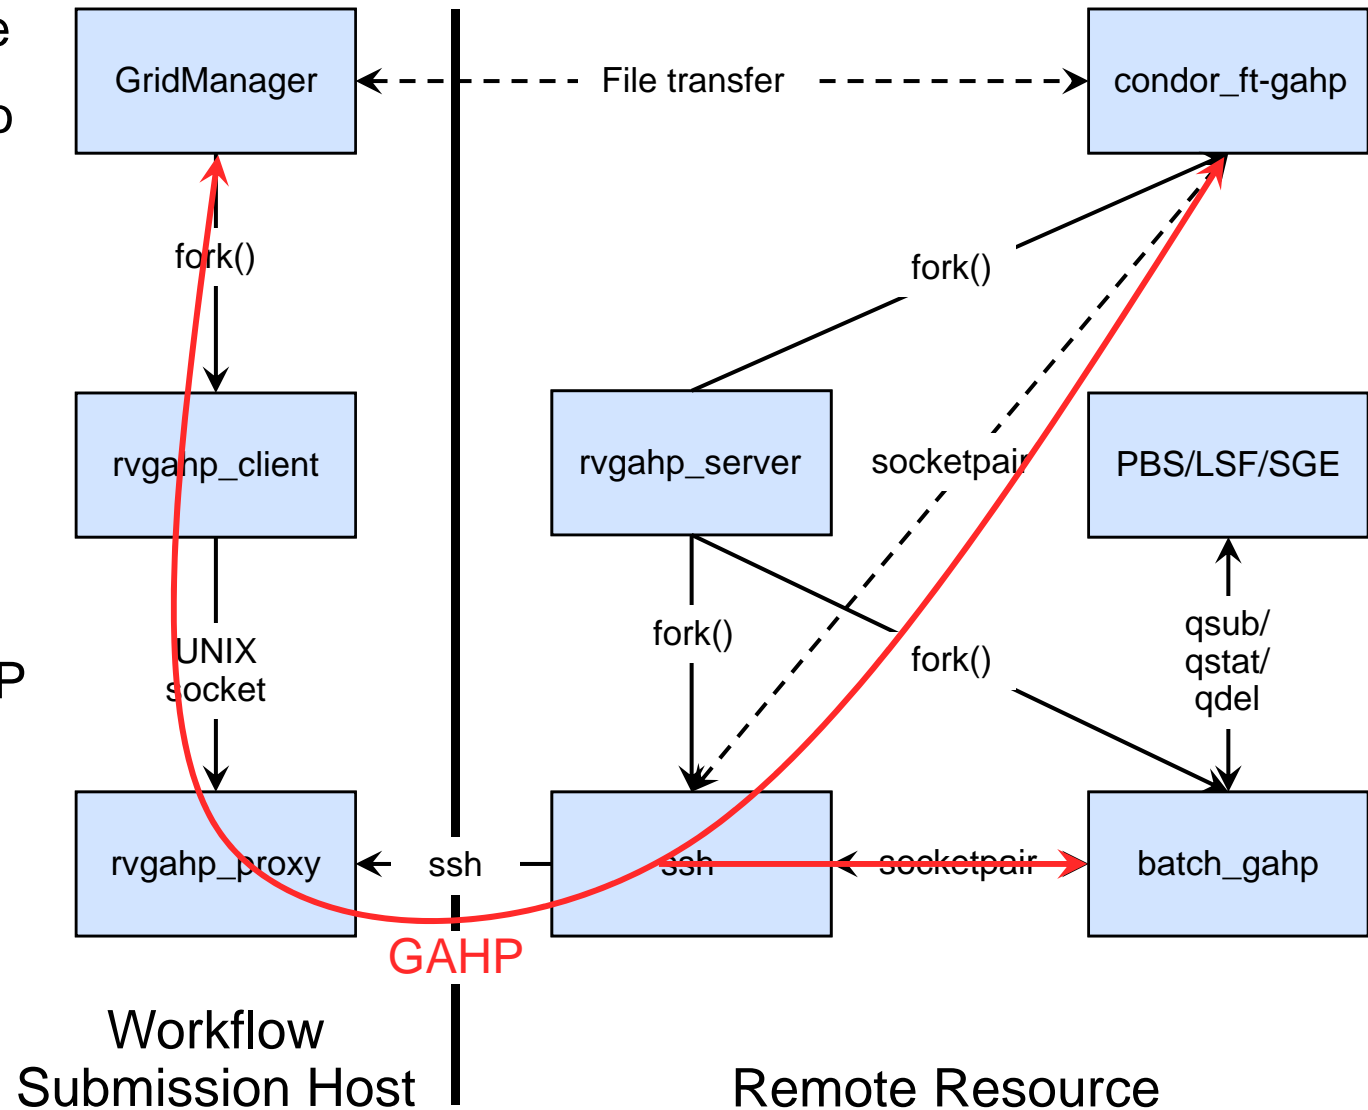 e
GridManager
File transfer
condor_ft-gahp
fork()
fork()
rvgahp_client
rvgahp_server
socketpair
PBS/LSF/SGE
UNIX
socket
P
fork()
fork()
qsub/
qstat/
qdel
rvgahp_proxy
ssh
ssh
socketpair
batch_gahp
GAHP
Workflow
Submission Host
Remote Resource